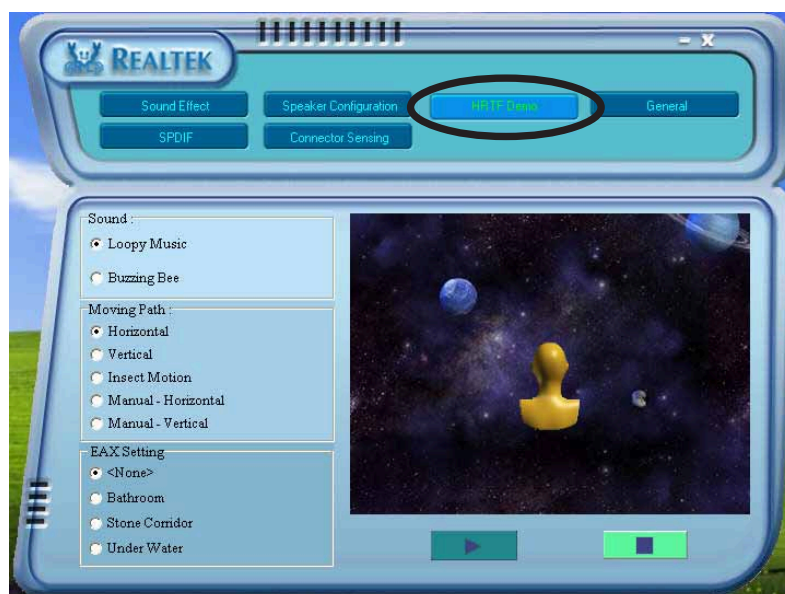 REALTEK
Sound Effect
Speaker Configuration
HRTF Demo
General
SPDIF
Connector Sensing
Sound :
Loopy Music
Buzzing Bee
Moving Path :
Horizontal
Vertical
Insect Motion
Manual - Horizontal
Manual - Vertical
EAX Setting
<None>
Bathroom
Stone Corridor
Under Water